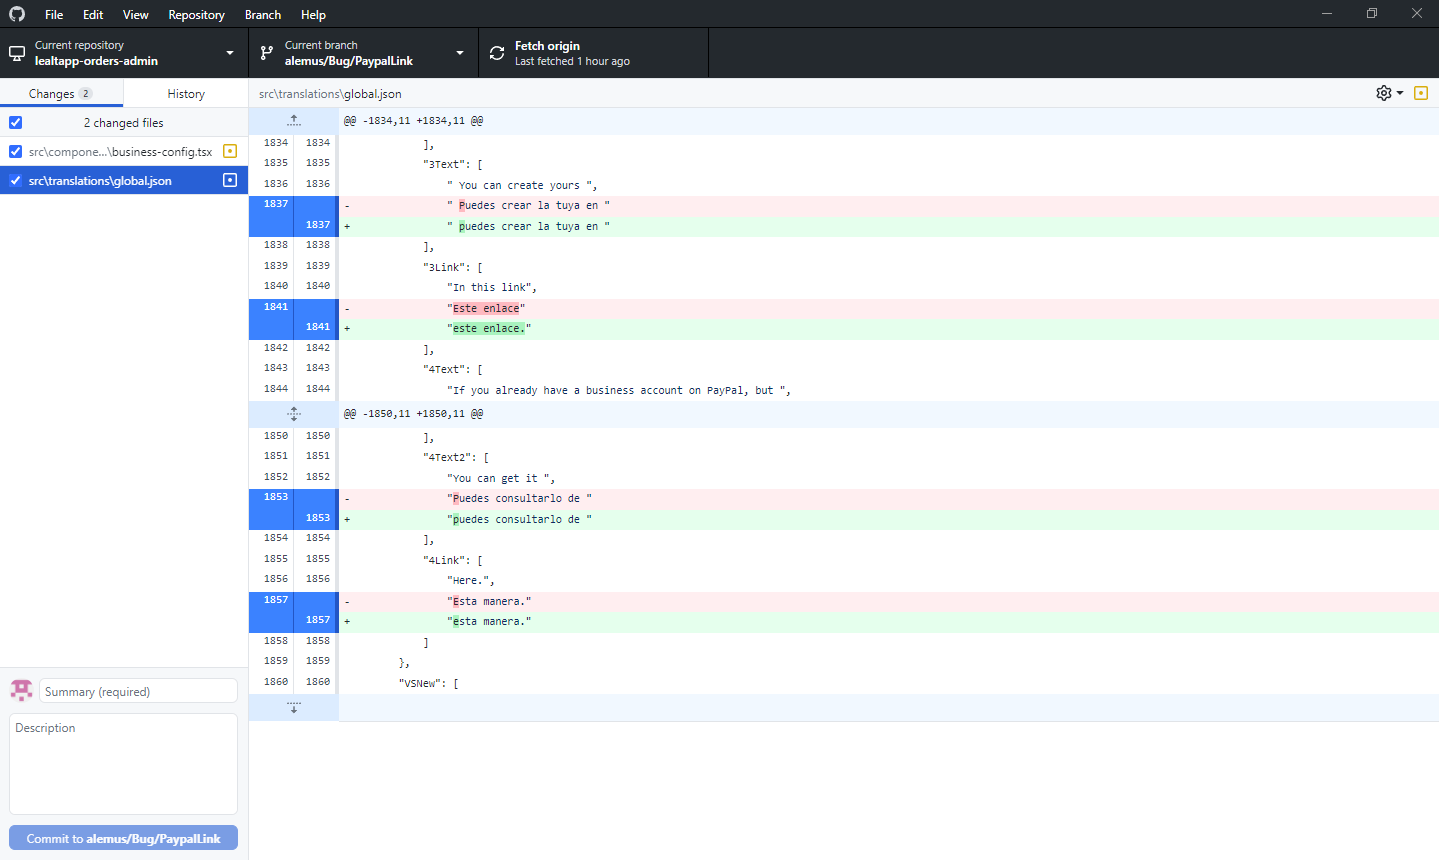 File Edit View Repository Branch Help
Current repository
lealtapp-orders-admin
Current branch
alemus/Bug/PaypalLink
Fetch origin
Last fetched 1 hour ago
Changes 2
History
2 changed files
src\compone...\business-config.tsx
src\translations\global.json
Summary (required)
Description
Commit to alemus/Bug/PaypalLink
src\translations\global.json
@@ -1834,11 +1834,11 @@
1834 1834 ],
1835 1835 "3Text": [
1836 1836 " You can create yours ",
1837 - " Puedes crear la tuya en "
1837 + " puedes crear la tuya en "
1838 1838 ],
1839 1839 "3Link": [
1840 1840 "In this link",
1841 - "Este enlace"
1841 + "este enlace."
1842 1842 ],
1843 1843 "4Text": [
1844 1844 "If you already have a business account on PayPal, but ",
@@ -1850,11 +1850,11 @@
1850 1850 ],
1851 1851 "4Text2": [
1852 1852 "You can get it ",
1853 - "Puedes consultarlo de "
1853 + "puedes consultarlo de "
1854 1854 ],
1855 1855 "4Link": [
1856 1856 "Here.",
1857 - "Esta manera."
1857 + "esta manera."
1858 1858 ]
1859 1859 },
1860 1860 "VSNew": [